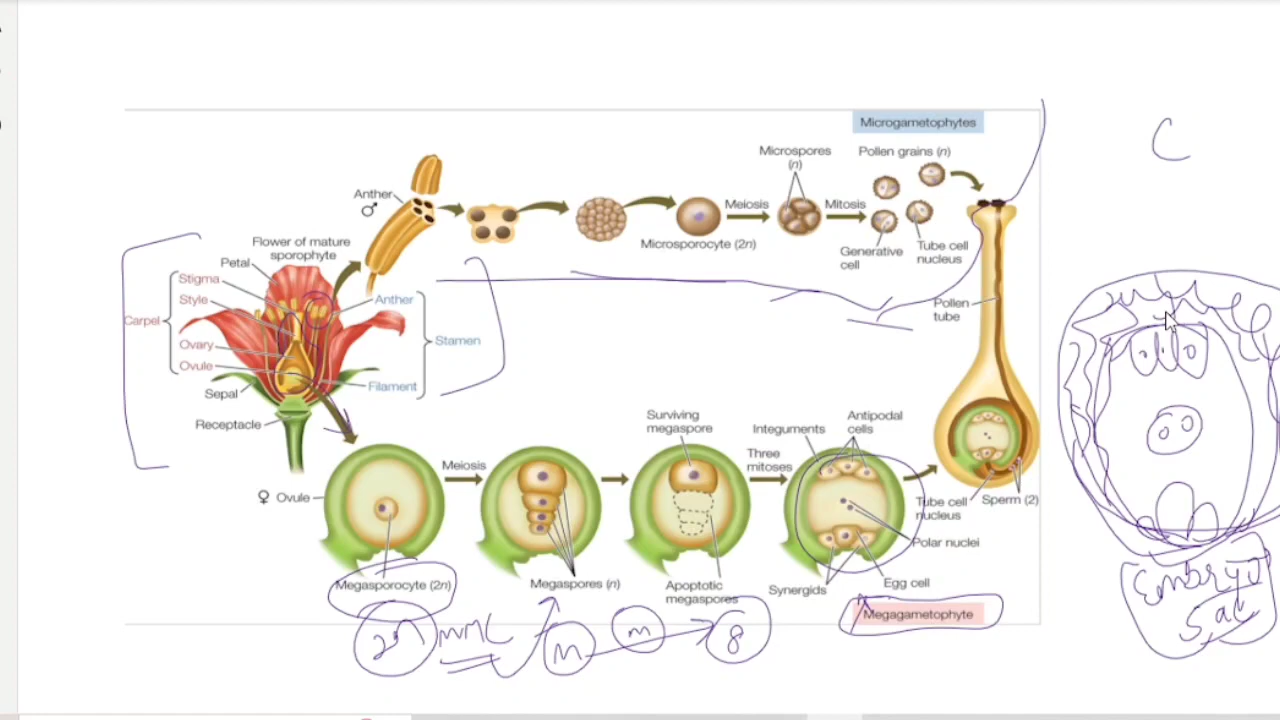 Microgametophytes
Microspores
(n)
Pollen grains (n)
Anther
♂
Meiosis
Mitosis
Microsporocyte (2n)
Generative
cell
Tube cell
nucleus
Flower of mature
sporophyte
Petal
Stigma
Style
Carpel
Ovary
Ovule
Sepal
Receptacle
Anther
Stamen
Filament
Pollen
tube
Surviving
megaspore
Integuments
Antipodal
cells
Meiosis
Three
mitoses
♀ Ovule
Tube cell
nucleus
Sperm (2)
Polar nuclei
Megasporocyte (2n)
Megaspores (n)
Apoptotic
megaspores
Synergids
Egg cell
Megagametophyte
2n MMC
m
m
8
C
Embryo
Sac